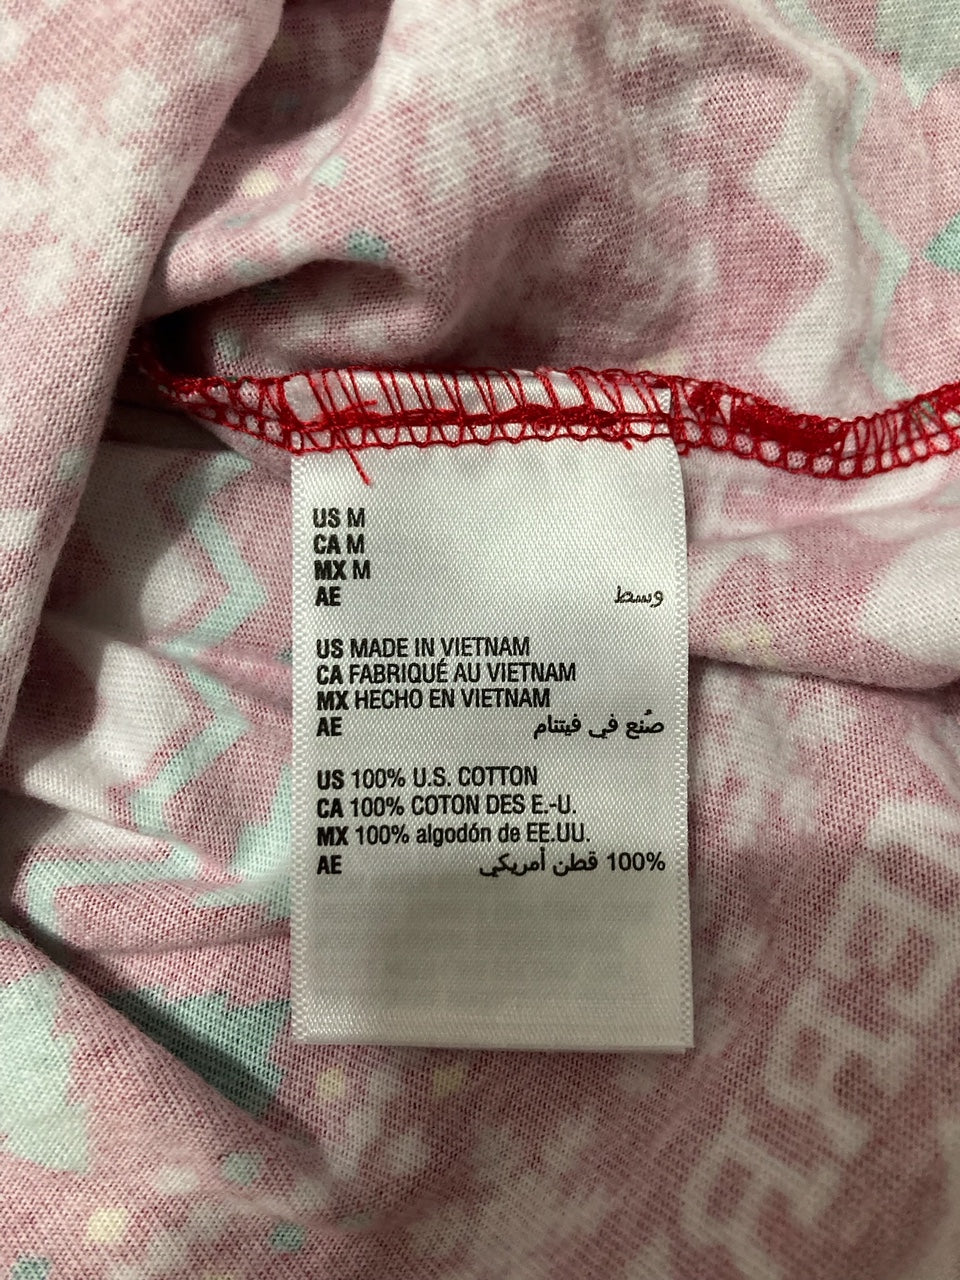 US M
CA M
MX M
AE وسط
US MADE IN VIETNAM
CA FABRIQUÉ AU VIETNAM
MX HECHO EN VIETNAM
AE صُنع في فيتنام
US 100% U.S. COTTON
CA 100% COTON DES E.-U.
MX 100% algodón de EE.UU.
AE 100% قطن أمريكي